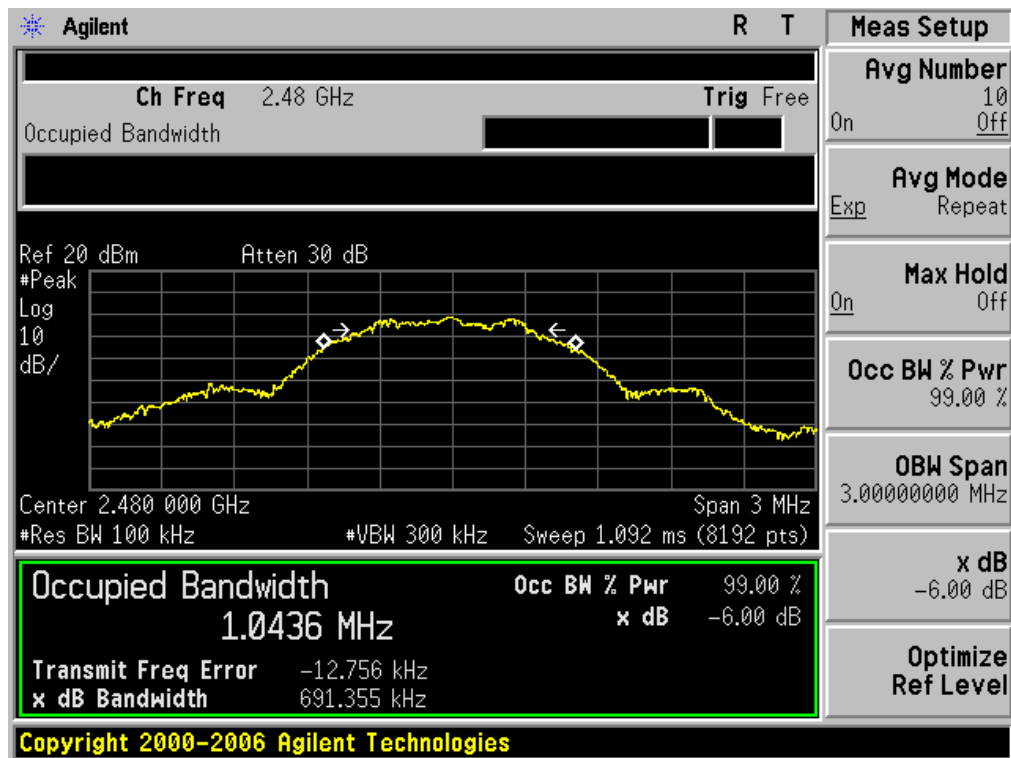 Agilent R T
Ch Freq 2.48 GHz Trig Free
Occupied Bandwidth
Ref 20 dBm Atten 30 dB
#Peak
Log
10
dB/
Center 2.480 000 GHz Span 3 MHz
#Res BW 100 kHz #VBW 300 kHz Sweep 1.092 ms (8192 pts)
Occupied Bandwidth Occ BW % Pwr 99.00 %
1.0436 MHz x dB -6.00 dB
Transmit Freq Error -12.756 kHz
x dB Bandwidth 691.355 kHz
Copyright 2000-2006 Agilent Technologies
Meas Setup
Avg Number
10
On Off
Avg Mode
Exp Repeat
Max Hold
On Off
Occ BW % Pwr
99.00 %
OBW Span
3.00000000 MHz
x dB
-6.00 dB
Optimize
Ref Level